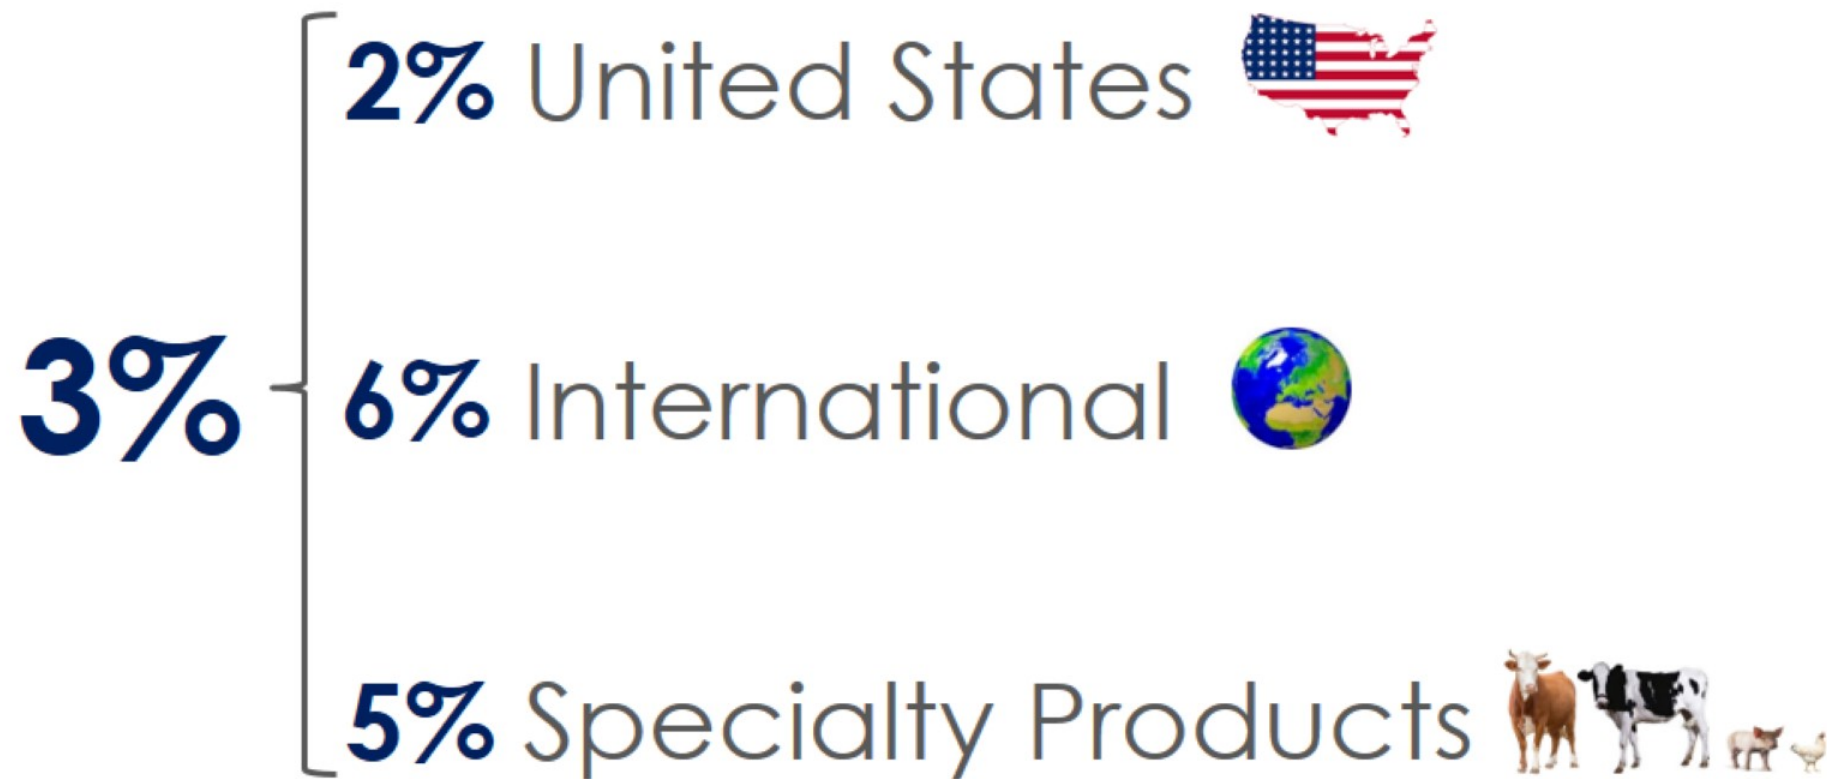 2% United States
3%
6% International
5% Specialty Products